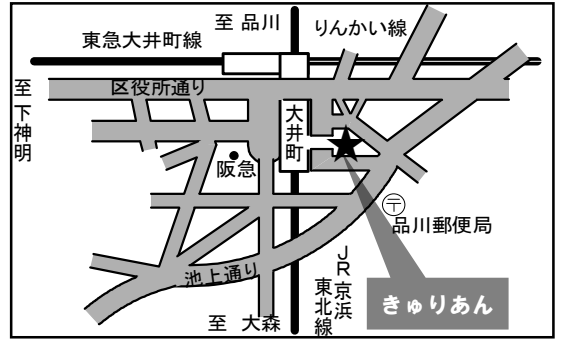 至 品川
りんかい線
東急大井町線
区役所通り
至 下神明
大井町
阪急
〒
品川郵便局
池上通り
JR京浜
東北線
きゅりあん
至 大森